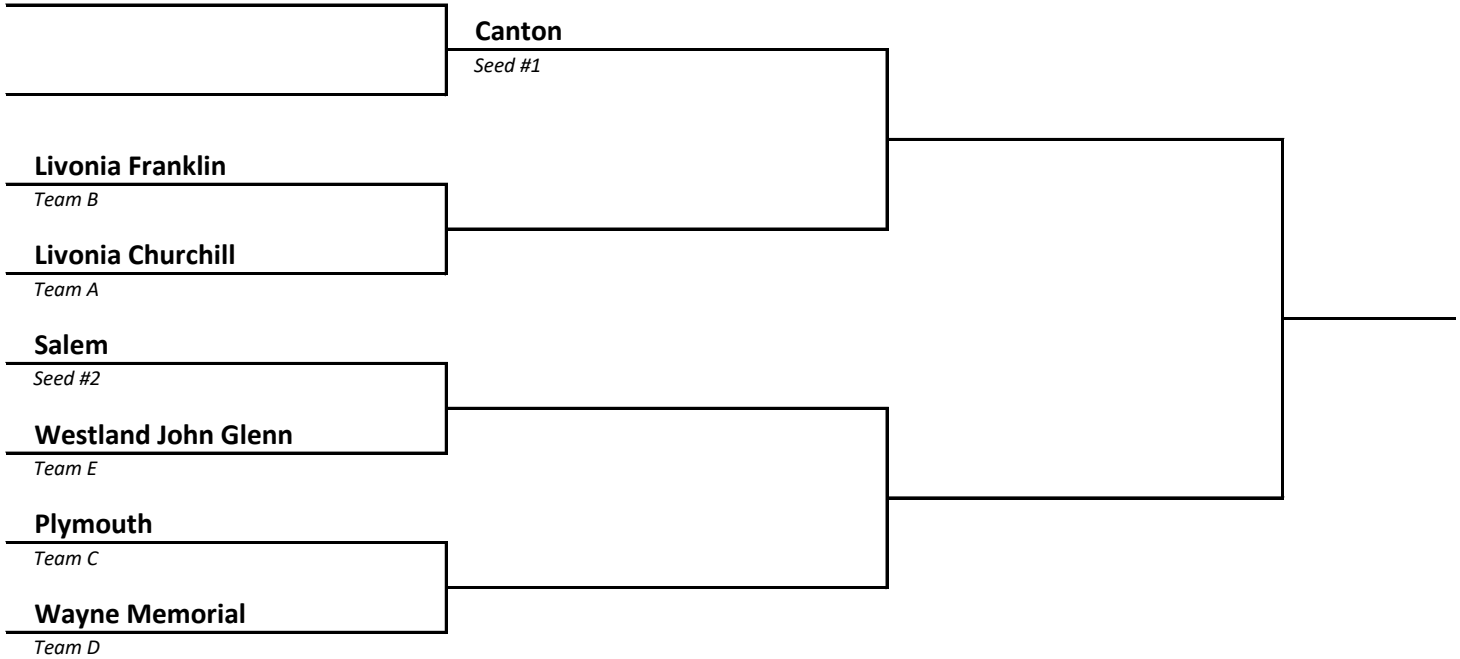 Canton
Seed #1
Livonia Franklin
Team B
Livonia Churchill
Team A
Salem
Seed #2
Westland John Glenn
Team E
Plymouth
Team C
Wayne Memorial
Team D